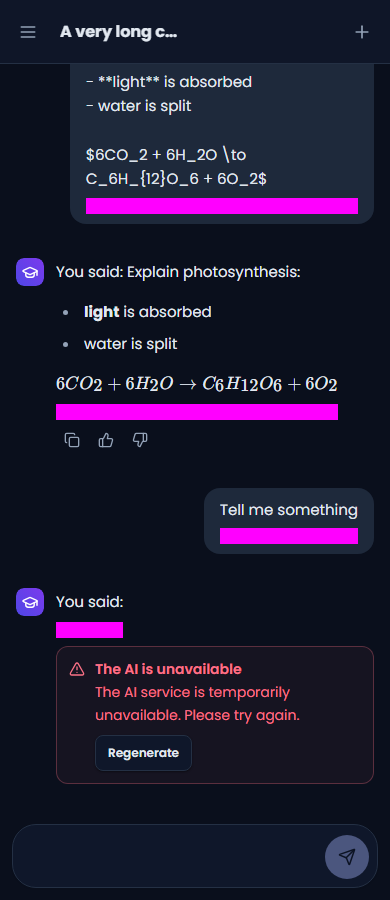 A very long c...
- **light** is absorbed
- water is split
$6CO_2 + 6H_2O \to
C_6H_{12}O_6 + 6O_2$
You said: Explain photosynthesis:
• light is absorbed
• water is split
6CO₂ + 6H₂O → C₆H₁₂O₆ + 6O₂
Tell me something
You said:
The AI is unavailable
The AI service is temporarily
unavailable. Please try again.
Regenerate